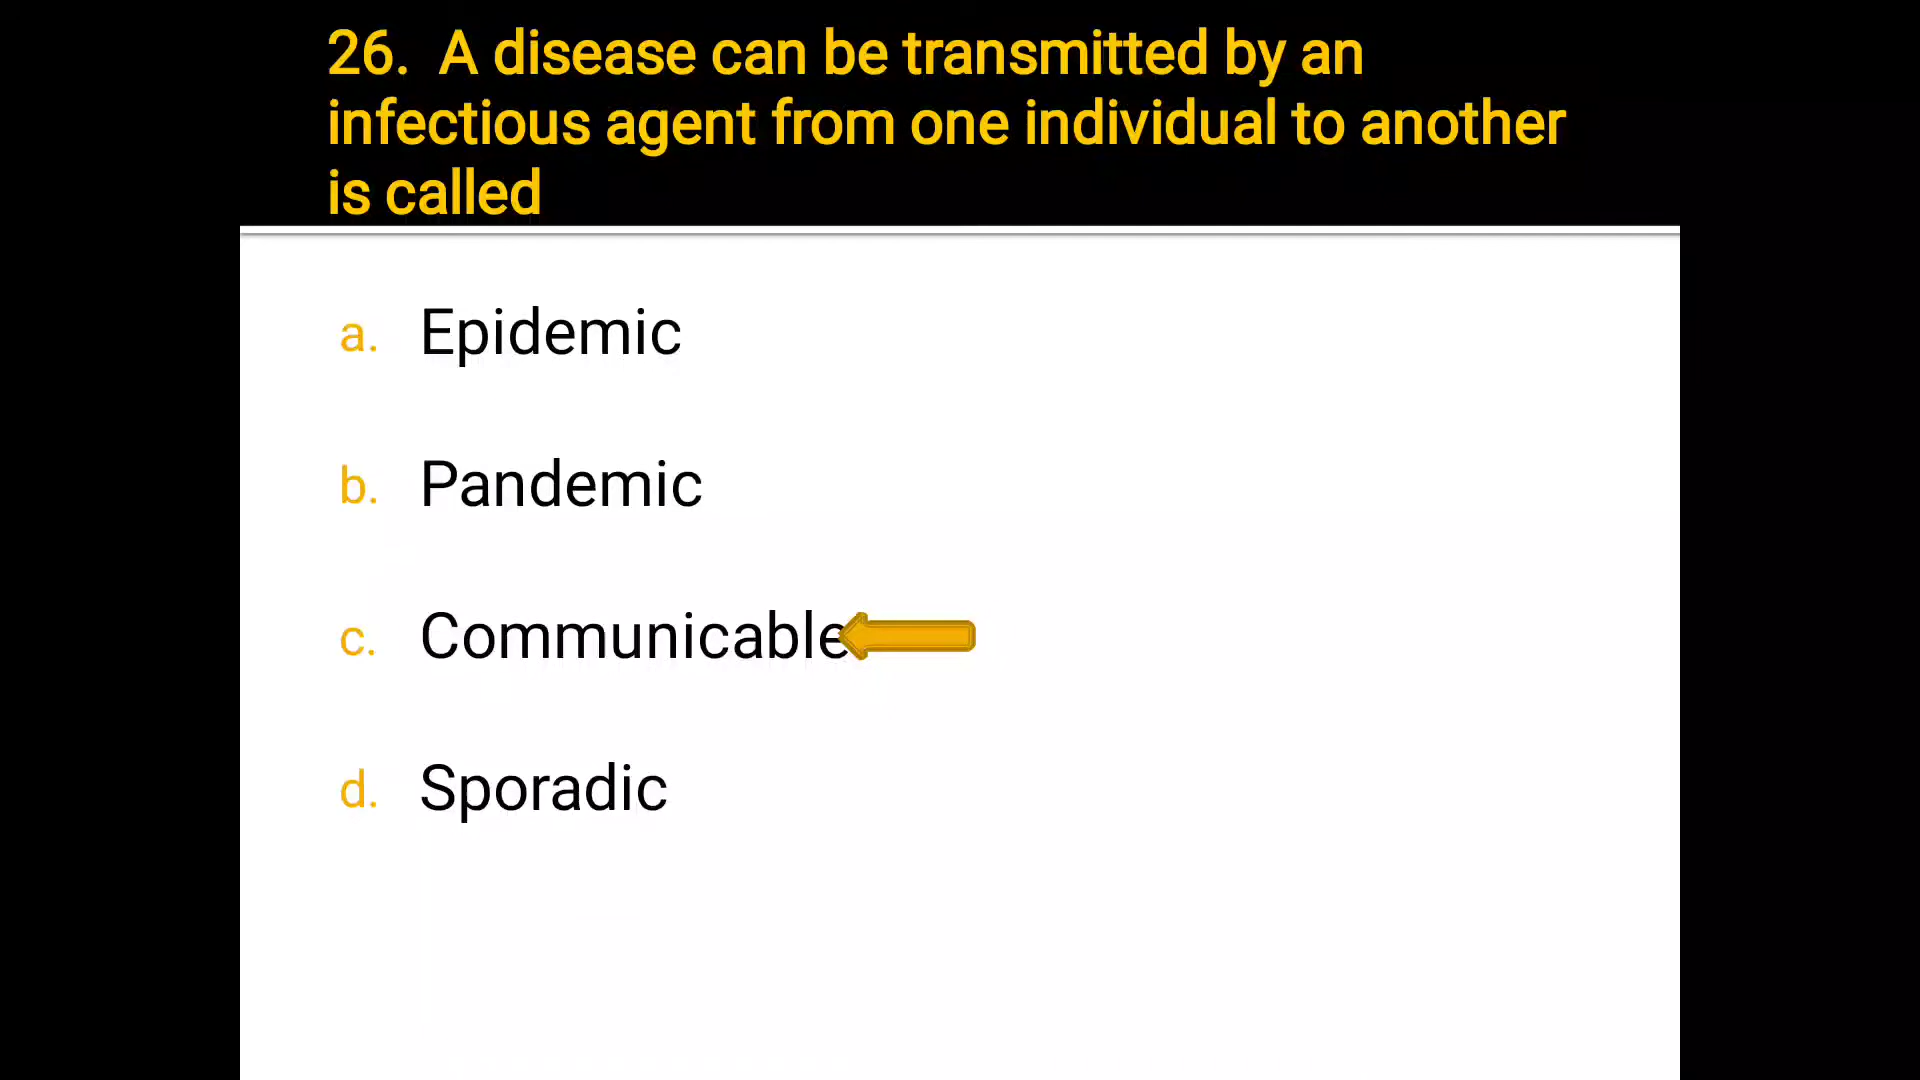 26. A disease can be transmitted by an
infectious agent from one individual to another
is called
a. Epidemic
b. Pandemic
c. Communicable
d. Sporadic